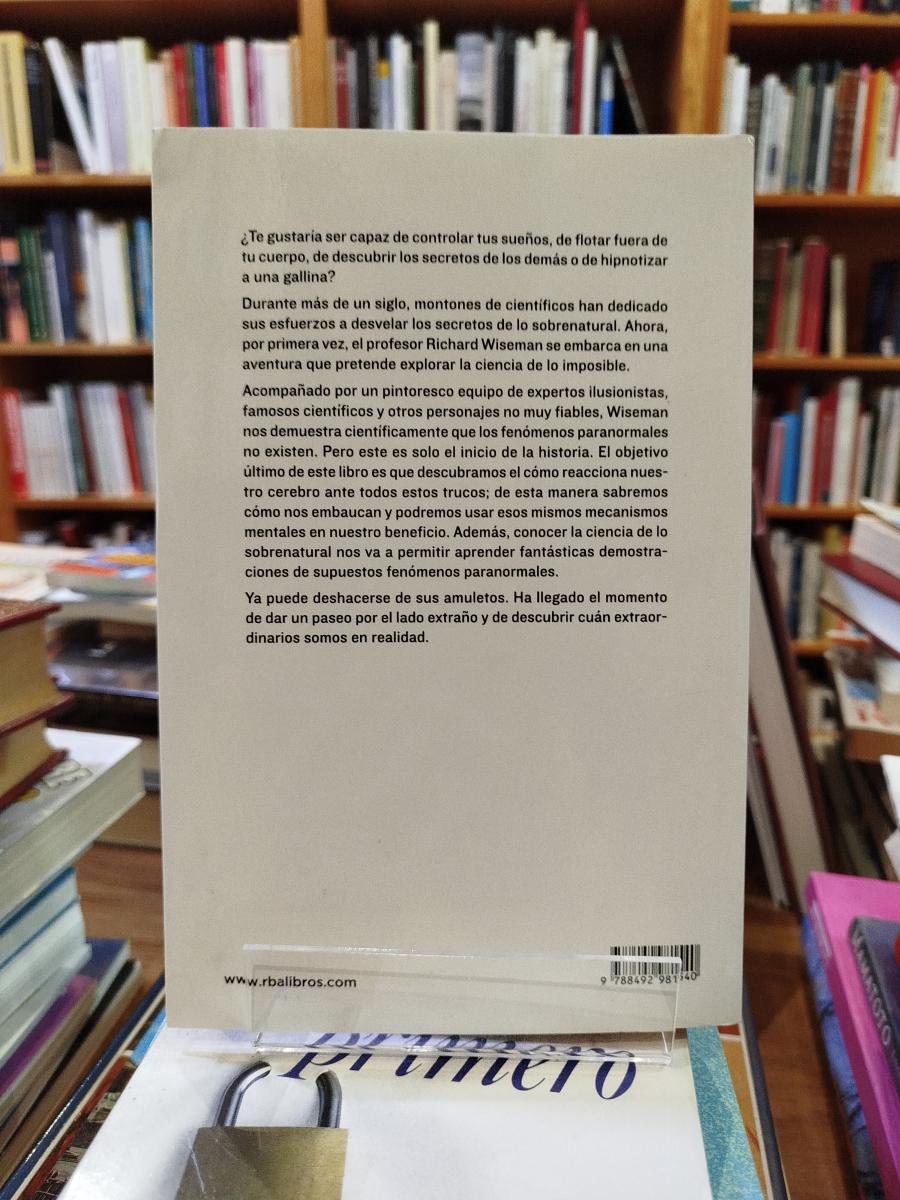 ¿Te gustaría ser capaz de controlar tus sueños, de flotar fuera de
tu cuerpo, de descubrir los secretos de los demás o de hipnotizar
a una gallina?
Durante más de un siglo, montones de científicos han dedicado
sus esfuerzos a desvelar los secretos de lo sobrenatural. Ahora,
por primera vez, el profesor Richard Wiseman se embarca en una
aventura que pretende explorar la ciencia de lo imposible.
Acompañado por un pintoresco equipo de expertos ilusionistas,
famosos científicos y otros personajes no muy fiables, Wiseman
nos demuestra científicamente que los fenómenos paranormales
no existen. Pero este es solo el inicio de la historia. El objetivo
último de este libro es que descubramos el cómo reacciona nues-
tro cerebro ante todos estos trucos; de esta manera sabremos
cómo nos embaucan y podremos usar esos mismos mecanismos
mentales en nuestro beneficio. Además, conocer la ciencia de lo
sobrenatural nos va a permitir aprender fantásticas demostra-
ciones de supuestos fenómenos paranormales.
Ya puede deshacerse de sus amuletos. Ha llegado el momento
de dar un paseo por el lado extraño y de descubrir cuán extraor-
dinarios somos en realidad.
www.rbalibros.com
9 788492 981540
primero